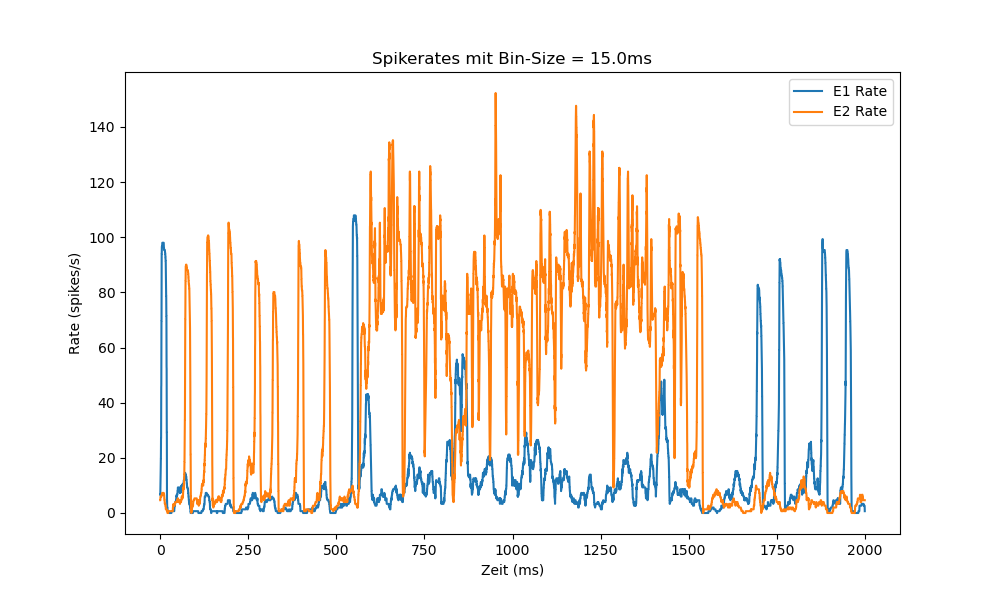 Spikerates mit Bin-Size = 15.0ms
E1 Rate
E2 Rate
Rate (spikes/s)
140
120
100
80
60
40
20
0
0 250 500 750 1000 1250 1500 1750 2000
Zeit (ms)